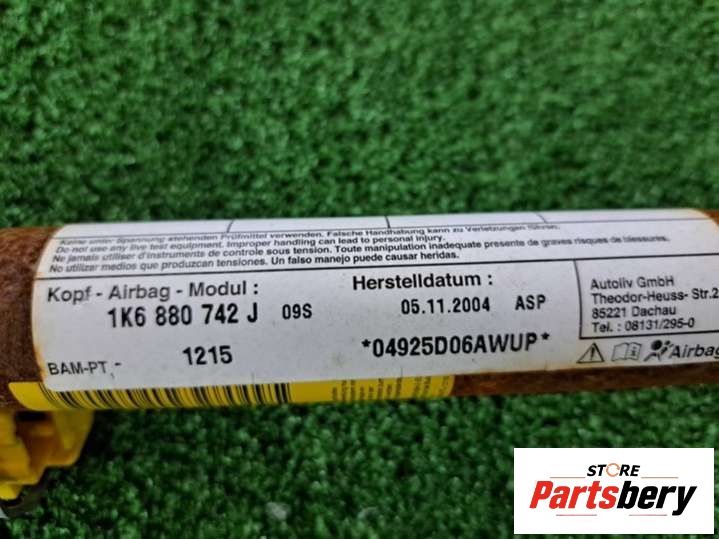 Keine unter Spannung stehenden Prüfmittel verwenden. Falsche Handhabung kann zu Verletzungen führen.
Do not use any live test equipment. Improper handling can lead to personal injury.
Ne jamais utiliser d'instruments de controle sous tension. Toute manipulation inadequate presente de graves risques de blessures.
No utilizar medios que produzcan tensiones. Un falso manejo puede causar heridas.
Kopf - Airbag - Modul :
1K6 880 742 J 09S
BAM-PT.- 1215
Herstelldatum :
05.11.2004 ASP
*04925D06AWUP*
Autoliv GmbH
Theodor-Heuss- Str.2
85221 Dachau
Tel. : 08131/295-0
Airbag
STORE
Partsbery